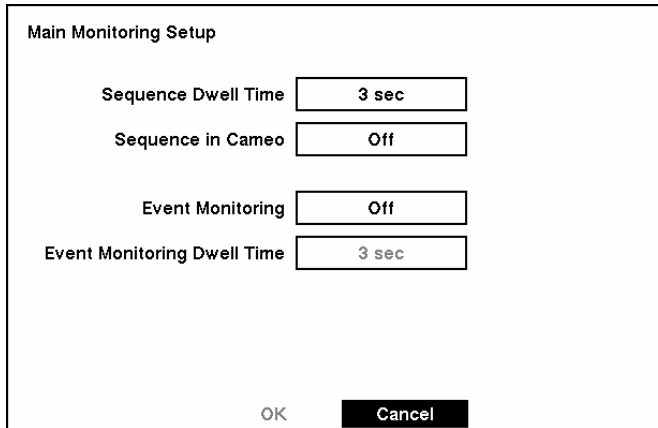 Main Monitoring Setup
Sequence Dwell Time 3 sec
Sequence in Cameo Off
Event Monitoring Off
Event Monitoring Dwell Time 3 sec
OK Cancel